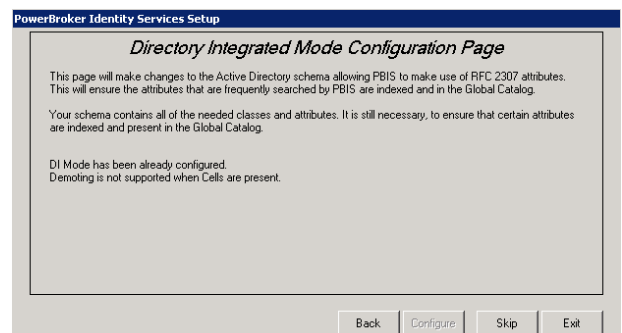 PowerBroker Identity Services Setup
Directory Integrated Mode Configuration Page
This page will make changes to the Active Directory schema allowing PBIS to make use of RFC 2307 attributes.
This will ensure the attributes that are frequently searched by PBIS are indexed and in the Global Catalog.
Your schema contains all of the needed classes and attributes. It is still necessary, to ensure that certain attributes
are indexed and present in the Global Catalog.
DI Mode has been already configured.
Demoting is not supported when Cells are present.
Back Configure Skip Exit